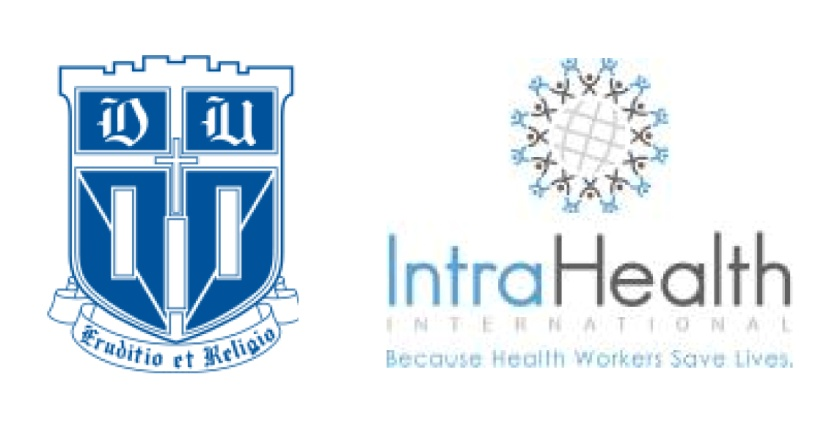 D U
Eruditio et Religio
IntraHealth
INTERNATIONAL
Because Health Workers Save Lives.